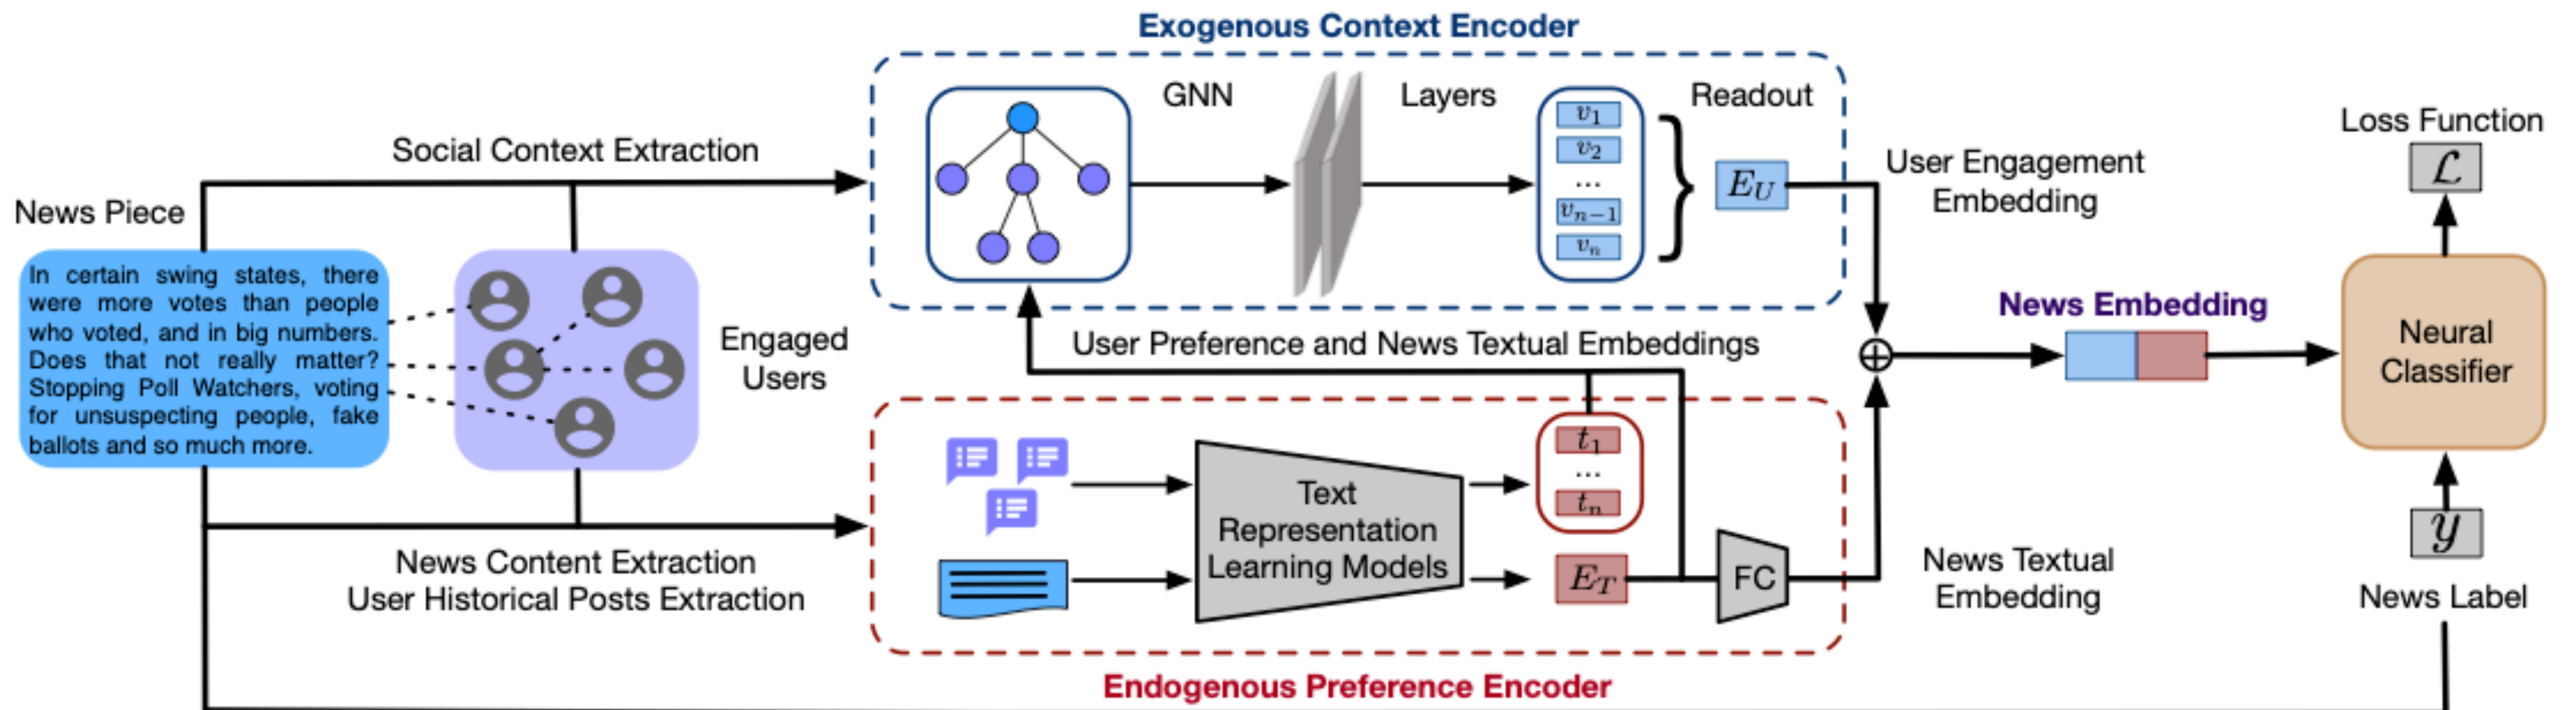 Exogenous Context Encoder
GNN
Layers
Readout
v1
v2
...
vn−1
vn
EU
Social Context Extraction
News Piece
In certain swing states, there
were more votes than people
who voted, and in big numbers.
Does that not really matter?
Stopping Poll Watchers, voting
for unsuspecting people, fake
ballots and so much more.
Engaged
Users
User Engagement
Embedding
Loss Function
ℒ
User Preference and News Textual Embeddings
News Embedding
Neural
Classifier
News Content Extraction
User Historical Posts Extraction
Text
Representation
Learning Models
t1
...
tn
ET
FC
News Textual
Embedding
y
News Label
Endogenous Preference Encoder